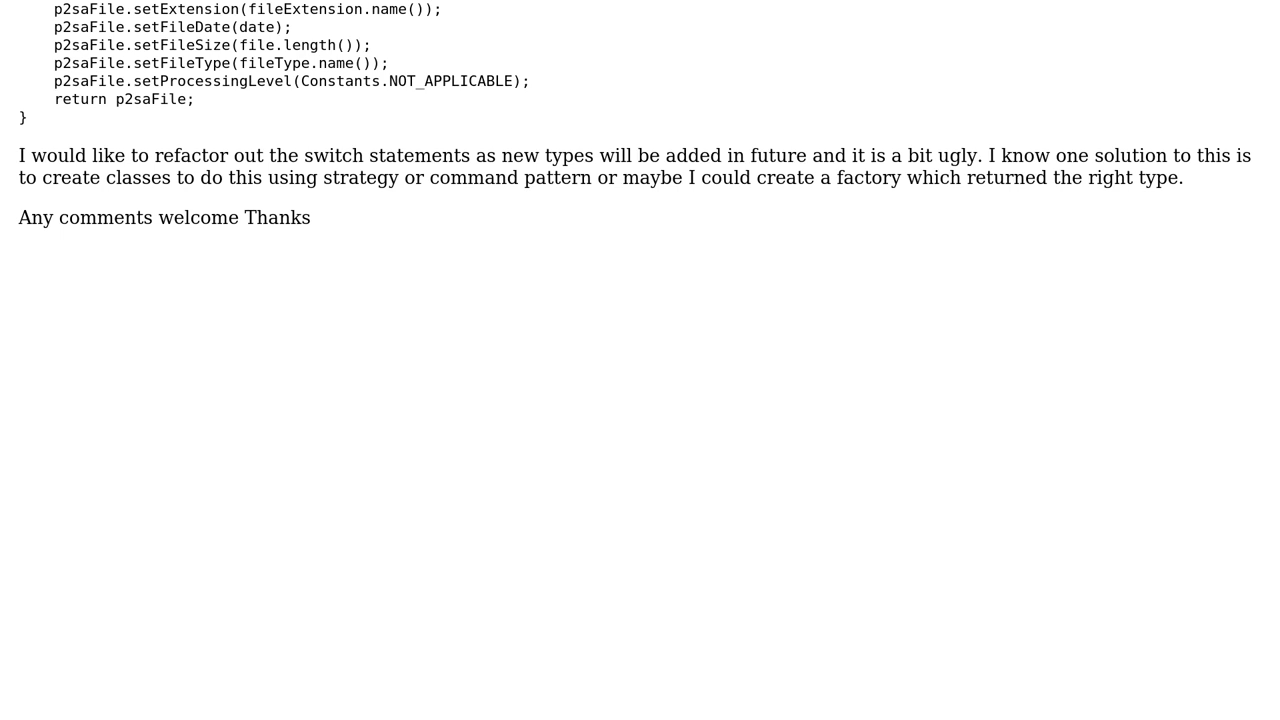 p2saFile.setExtension(fileExtension.name());
p2saFile.setFileDate(date);
p2saFile.setFileSize(file.length());
p2saFile.setFileType(fileType.name());
p2saFile.setProcessingLevel(Constants.NOT_APPLICABLE);
return p2saFile;
}
I would like to refactor out the switch statements as new types will be added in future and it is a bit ugly. I know one solution to this is
to create classes to do this using strategy or command pattern or maybe I could create a factory which returned the right type.
Any comments welcome Thanks